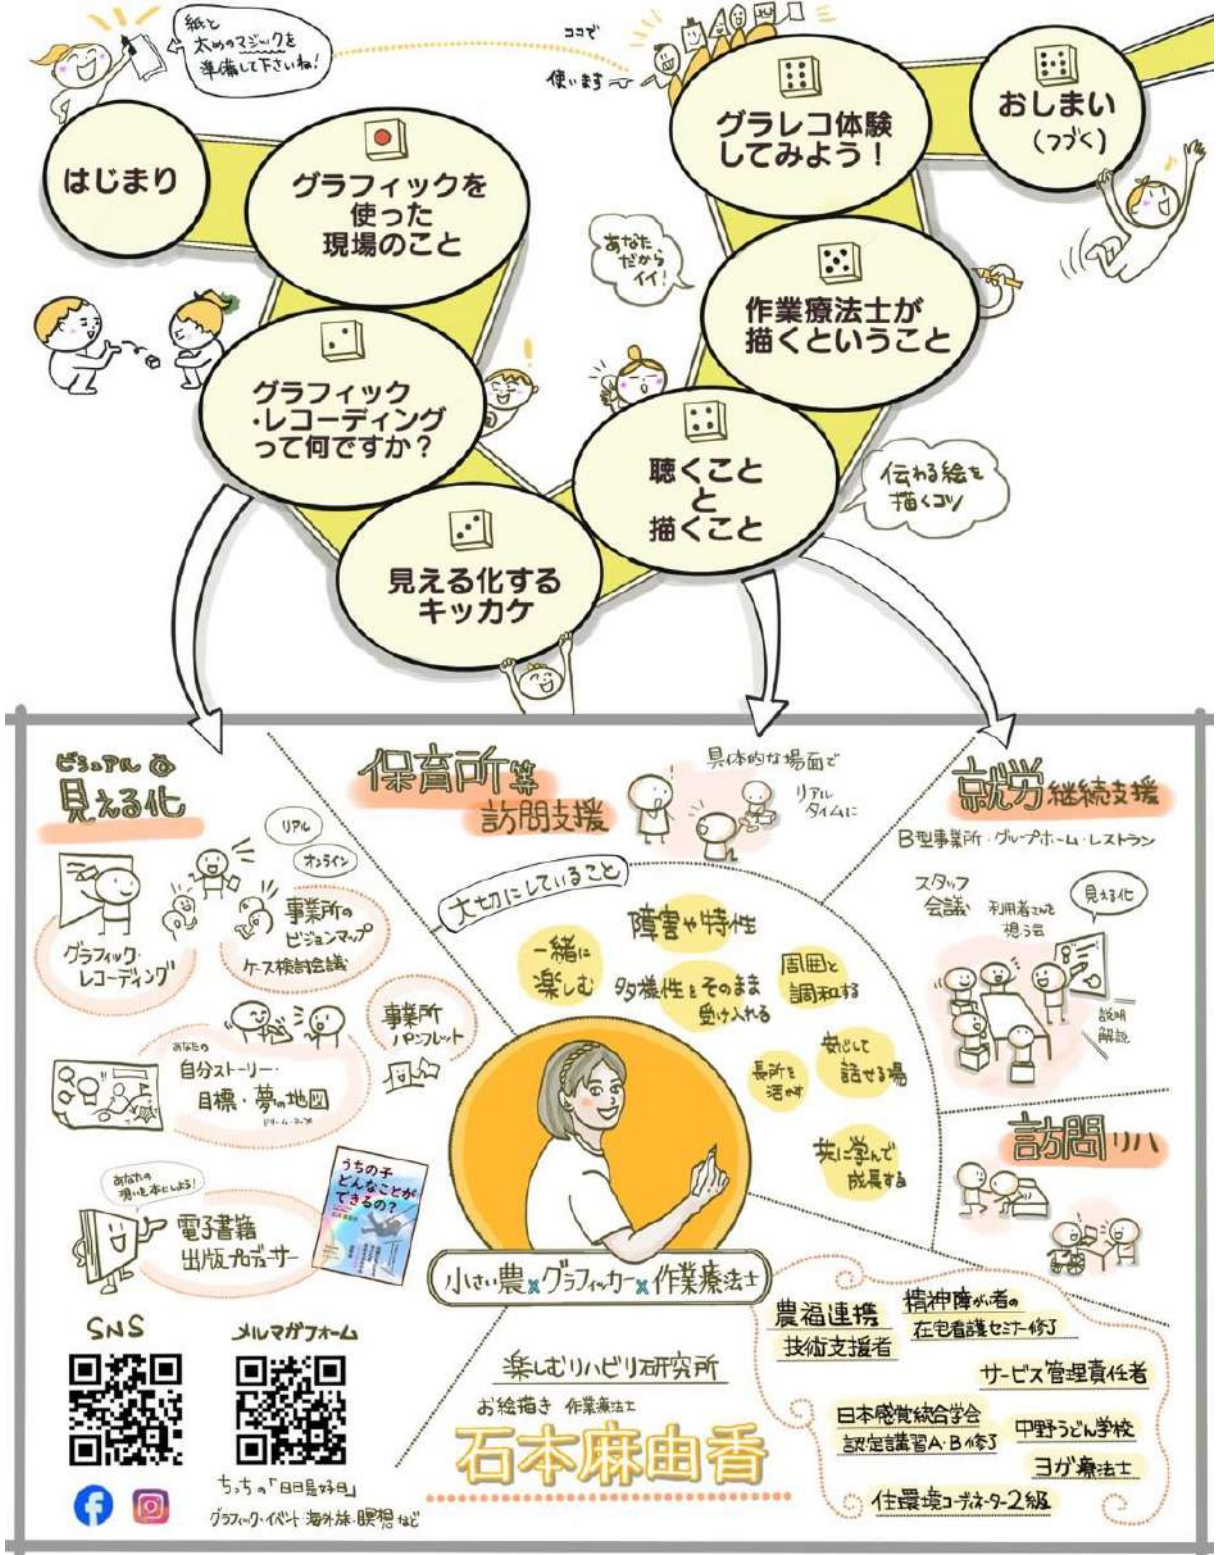 紙と
太めのマジックを
準備して下さいね！
ココで
使います
はじまり
グラフィックを
使った
現場のこと
グラフィック
・レコーディング
って何ですか？
見える化する
キッカケ
聴くこと
と
描くこと
伝わる絵を
描くコツ
作業療法士が
描くということ
あなた
だから
イイ！
グラレコ体験
してみよう！
おしまい
(つづく)
ビジュアル
見える化
リアル
オンライン
グラフィック・
レコーディング
事業所の
ビジョンマップ
ケース検討会議
事業所
パンフレット
あなたの
自分ストーリー・
目標・夢の地図
ドリームマップ
あなたの
想いを本にしよう！
電子書籍
出版プロデューサー
うちの子
どんなことが
できるの？
SNS
メルマガフォーム
ちっちの「日日是好日」
グラフィック・イベント・海外旅・瞑想など
保育所等
訪問支援
具体的な場面で
リアル
タイムに
大切にしていること
一緒に
楽しむ
障害や特性
多様性をそのまま
受け入れる
周囲と
調和する
長所を
活かす
安心して
話せる場
共に学んで
成長する
小さい農×グラフィッカー×作業療法士
楽しむリハビリ研究所
お絵描き 作業療法士
石本麻由香
就労継続支援
B型事業所・グループホーム・レストラン
スタッフ
会議
利用者さんを
想う会
見える化
説明
解説
訪問リハ
農福連携
技術支援者
精神障がい者の
在宅看護セミナー修了
サービス管理責任者
日本感覚統合学会
認定講習A・B修了
中野うどん学校
ヨガ療法士
住環境コーディネーター2級